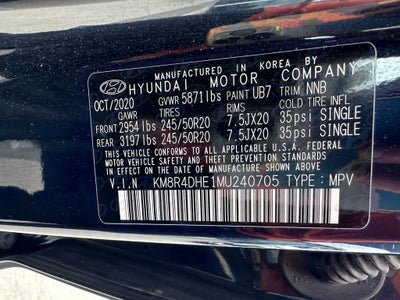 MANUFACTURED IN KOREA BY
HYUNDAI MOTOR COMPANY
OCT/2020 GVWR 5871lbs PAINT UB7 TRIM NNB
GAWR TIRES RIMS COLD TIRE INFL
FRONT 2954 lbs 245/50R20 7.5JX20 35psi SINGLE
REAR 3197 lbs 245/50R20 7.5JX20 35psi SINGLE
THIS VEHICLE CONFORMS TO ALL APPLICABLE U.S.A. FEDERAL
MOTOR VEHICLE SAFETY, BUMPER, AND THEFT PREVENTION STANDARDS
IN EFFECT ON THE DATE OF MANUFACTURE SHOWN ABOVE.
V.I.N KM8R4DHE1MU240705 TYPE : MPV